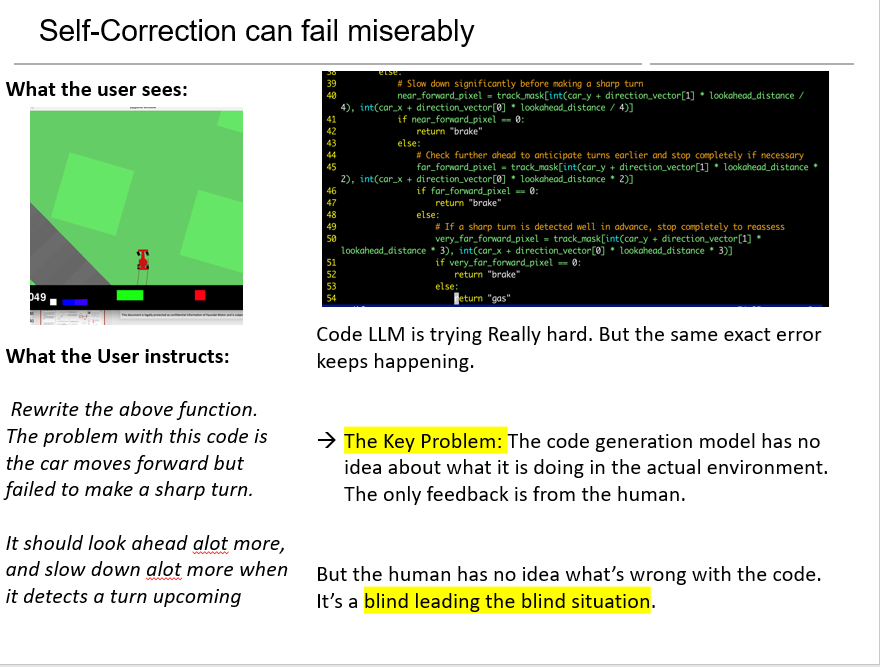 Self-Correction can fail miserably
What the user sees:
049
What the User instructs:
Rewrite the above function.
The problem with this code is
the car moves forward but
failed to make a sharp turn.
It should look ahead alot more,
and slow down alot more when
it detects a turn upcoming
38 else:
39 # Slow down significantly before making a sharp turn
40 near_forward_pixel = track_mask[int(car_y + direction_vector[1] * lookahead_distance /
4), int(car_x + direction_vector[0] * lookahead_distance / 4)]
41 if near_forward_pixel == 0:
42 return "brake"
43 else:
44 # Check further ahead to anticipate turns earlier and stop completely if necessary
45 far_forward_pixel = track_mask[int(car_y + direction_vector[1] * lookahead_distance *
2), int(car_x + direction_vector[0] * lookahead_distance * 2)]
46 if far_forward_pixel == 0:
47 return "brake"
48 else:
49 # If a sharp turn is detected well in advance, stop completely to reassess
50 very_far_forward_pixel = track_mask[int(car_y + direction_vector[1] *
lookahead_distance * 3), int(car_x + direction_vector[0] * lookahead_distance * 3)]
51 if very_far_forward_pixel == 0:
52 return "brake"
53 else:
54 return "gas"
Code LLM is trying Really hard. But the same exact error
keeps happening.
→ The Key Problem: The code generation model has no
idea about what it is doing in the actual environment.
The only feedback is from the human.
But the human has no idea what's wrong with the code.
It's a blind leading the blind situation.